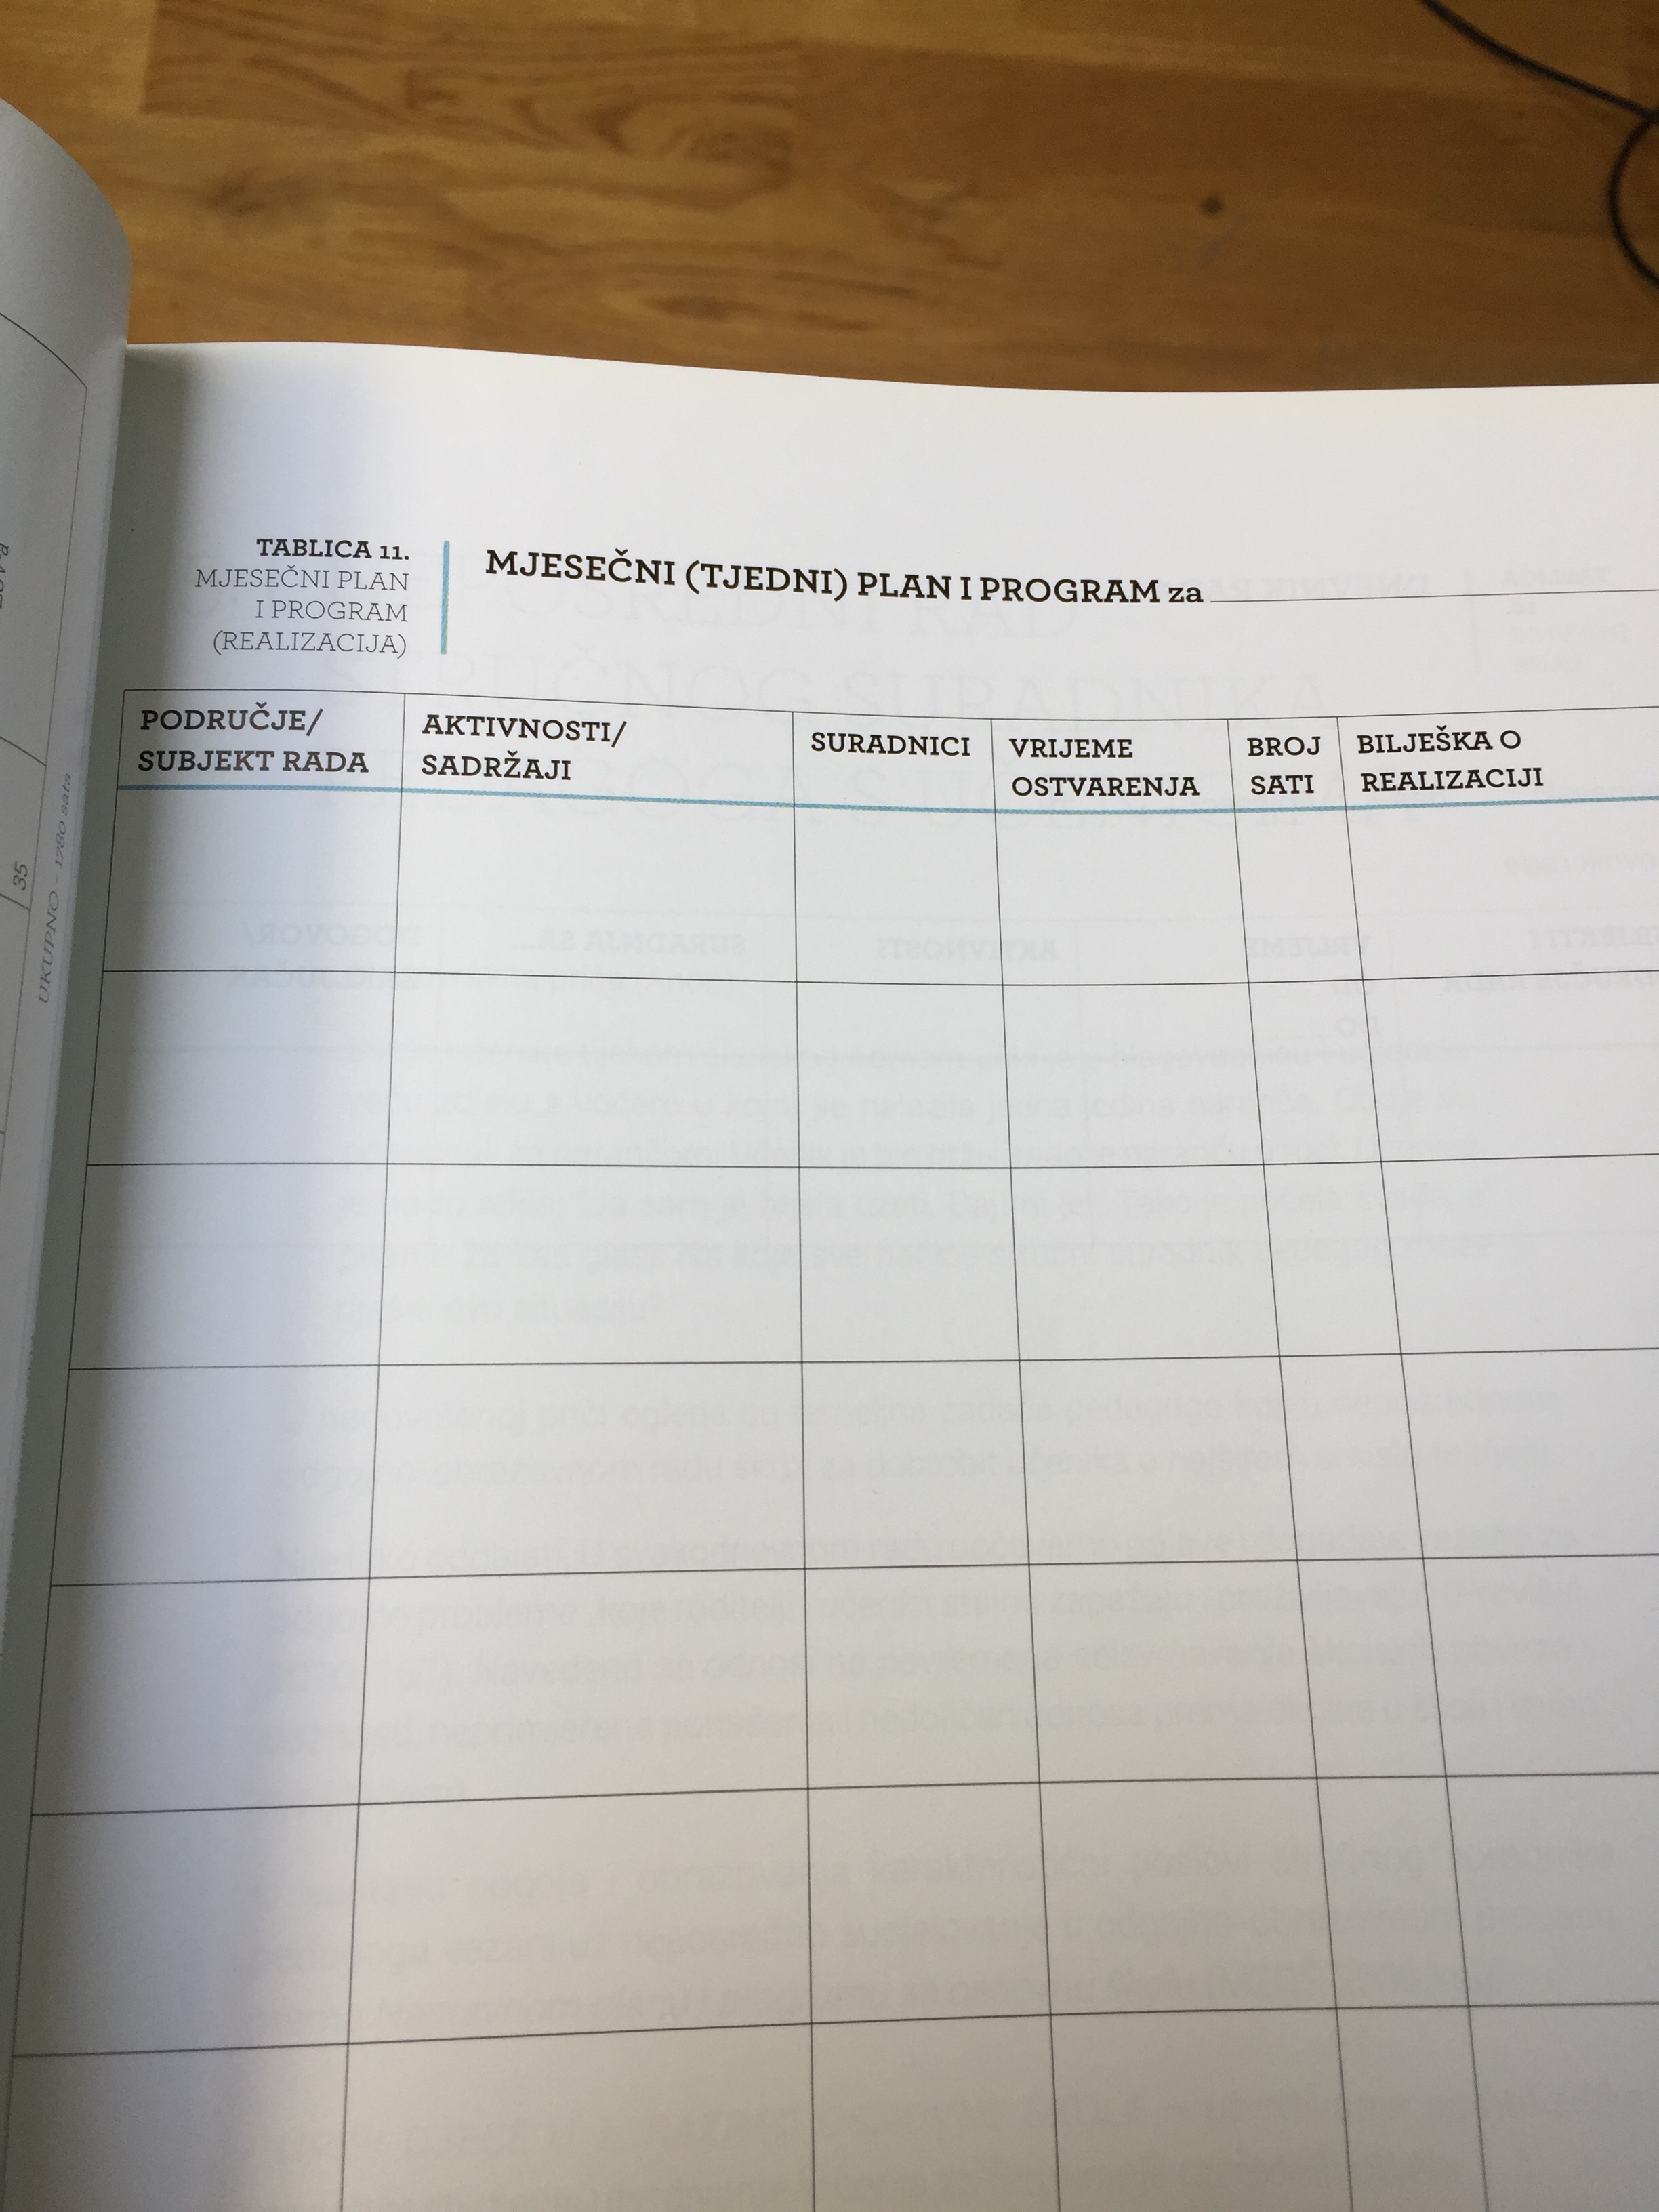 35
UKUPNO - 1780 sata
TABLICA 11.
MJESEČNI PLAN
I PROGRAM
(REALIZACIJA)
MJESEČNI (TJEDNI) PLAN I PROGRAM za
PODRUČJE/
SUBJEKT RADA
AKTIVNOSTI/
SADRŽAJI
SURADNICI
VRIJEME
OSTVARENJA
BROJ
SATI
BILJEŠKA O
REALIZACIJI